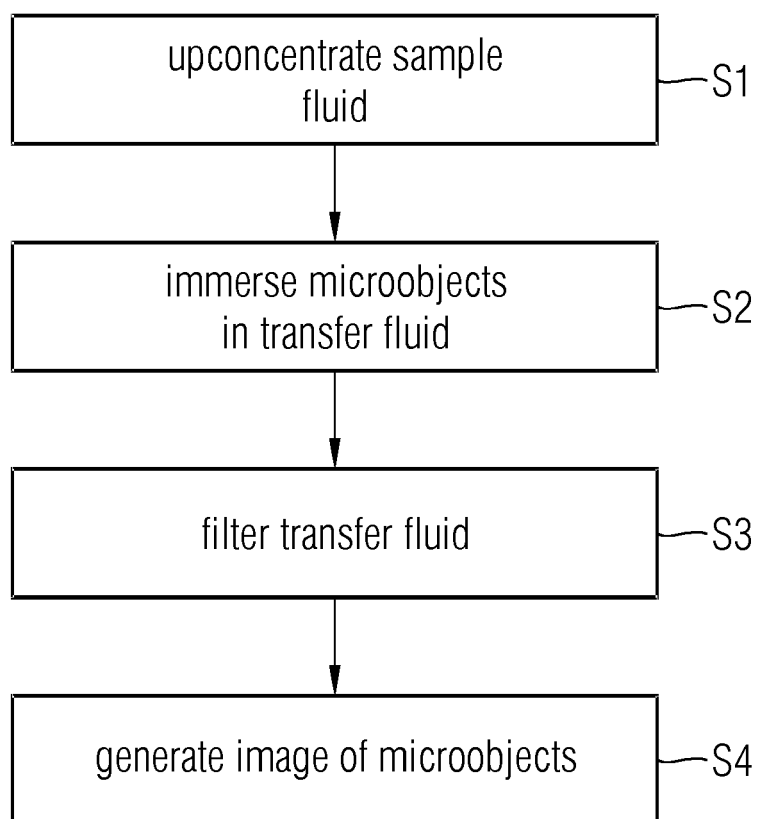 upconcentrate sample
fluid
S1
immerse microobjects
in transfer fluid
S2
filter transfer fluid
S3
generate image of microobjects
S4